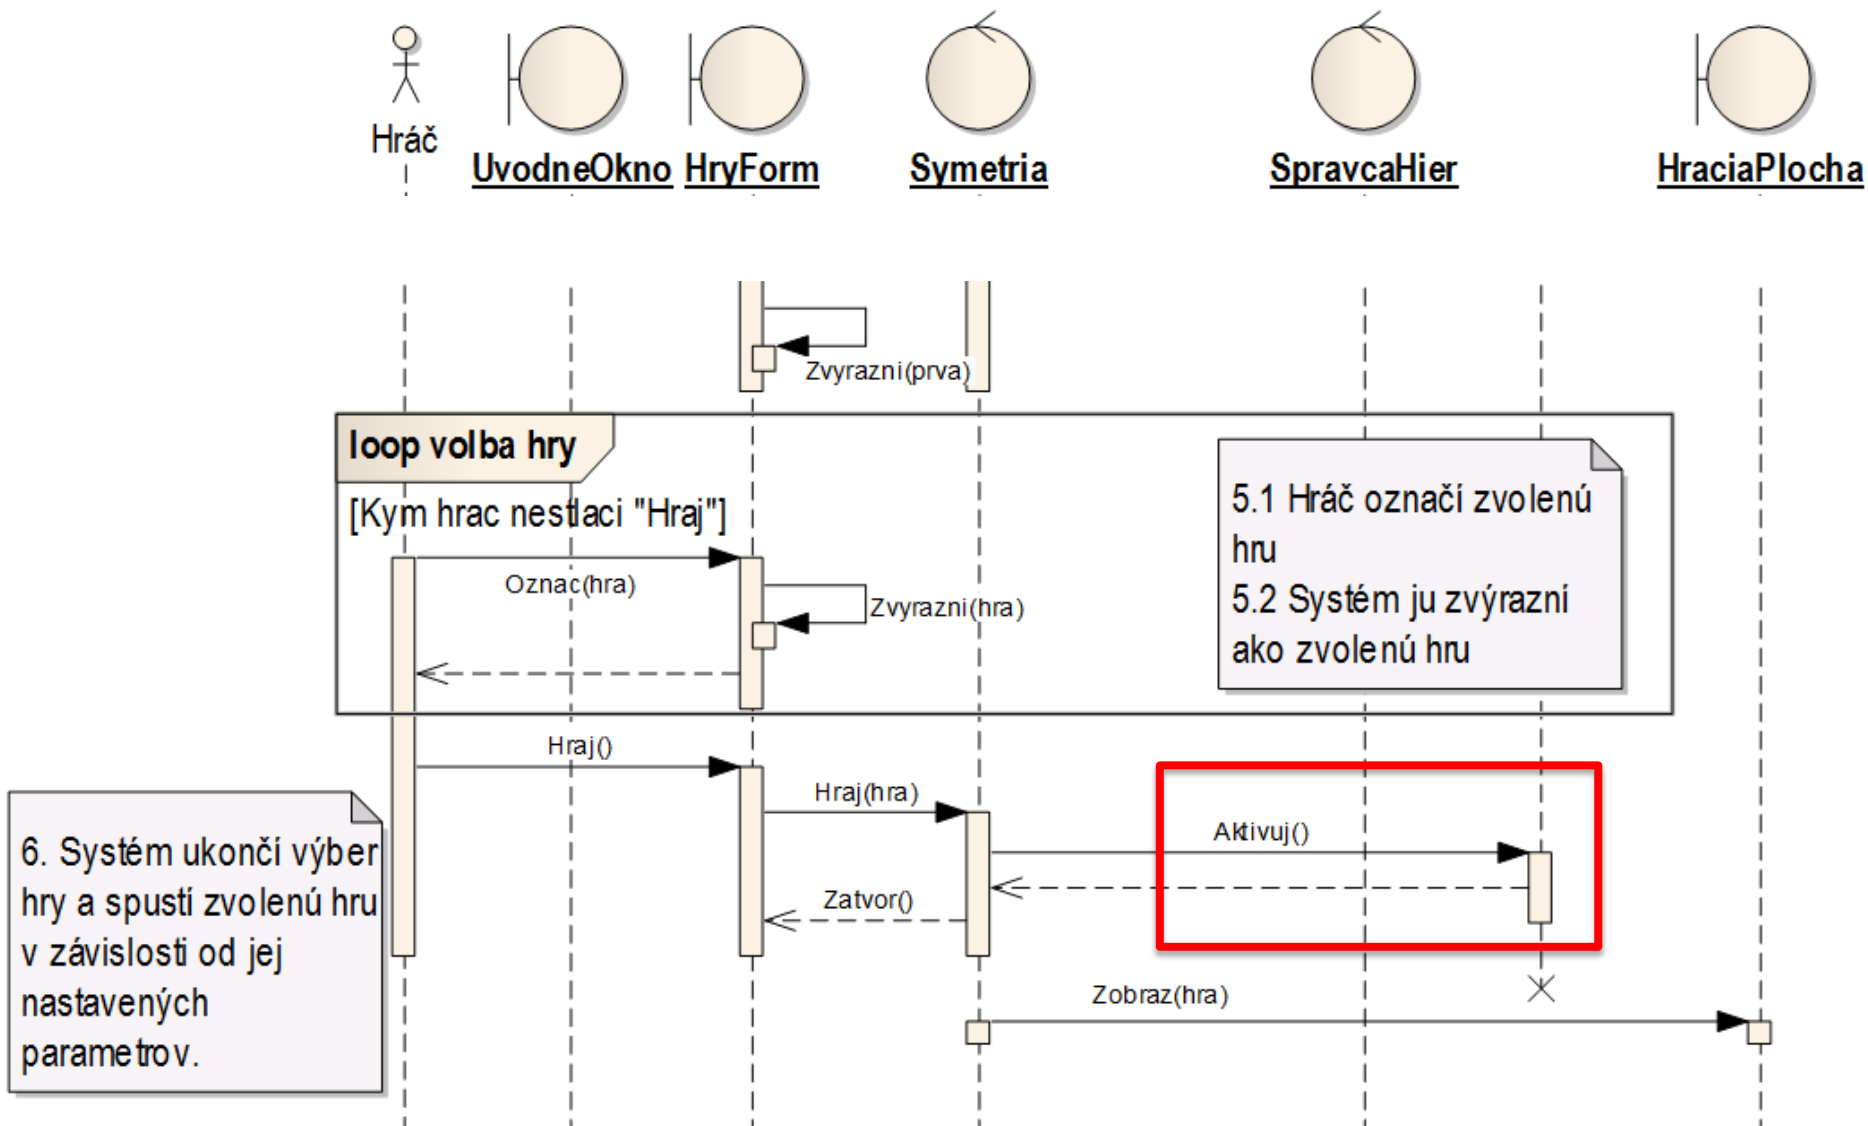 Hráč
UvodneOkno
HryForm
Symetria
SpravcaHier
HraciaPlocha
Zvyrazni(prva)
loop volba hry
[Kym hrac nestlaci "Hraj"]
5.1 Hráč označí zvolenú
hru
5.2 Systém ju zvýrazní
ako zvolenú hru
Oznac(hra)
Zvyrazni(hra)
Hraj()
Hraj(hra)
Aktivuj()
Zatvor()
6. Systém ukončí výber
hry a spustí zvolenú hru
v závislosti od jej
nastavených
parametrov.
Zobraz(hra)